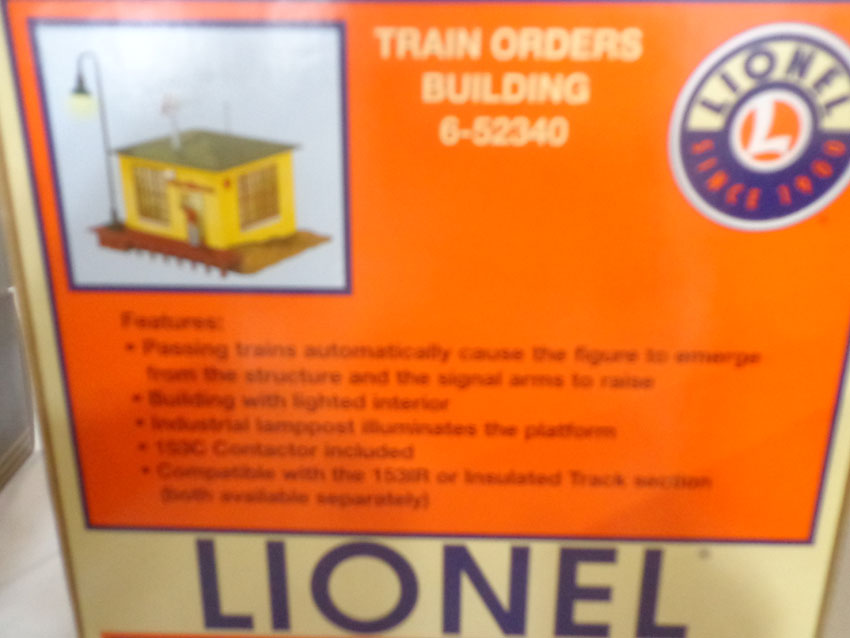 TRAIN ORDERS
BUILDING
6-52340
LIONEL
L
SINCE 1900
Features:
• Passing trains automatically cause the figure to emerge
from the structure and the signal arms to raise
• Building with lighted interior
• Industrial lamppost illuminates the platform
• 153C Contactor included
• Compatible with the 153IR or Insulated Track section
(both available separately)
LIONEL